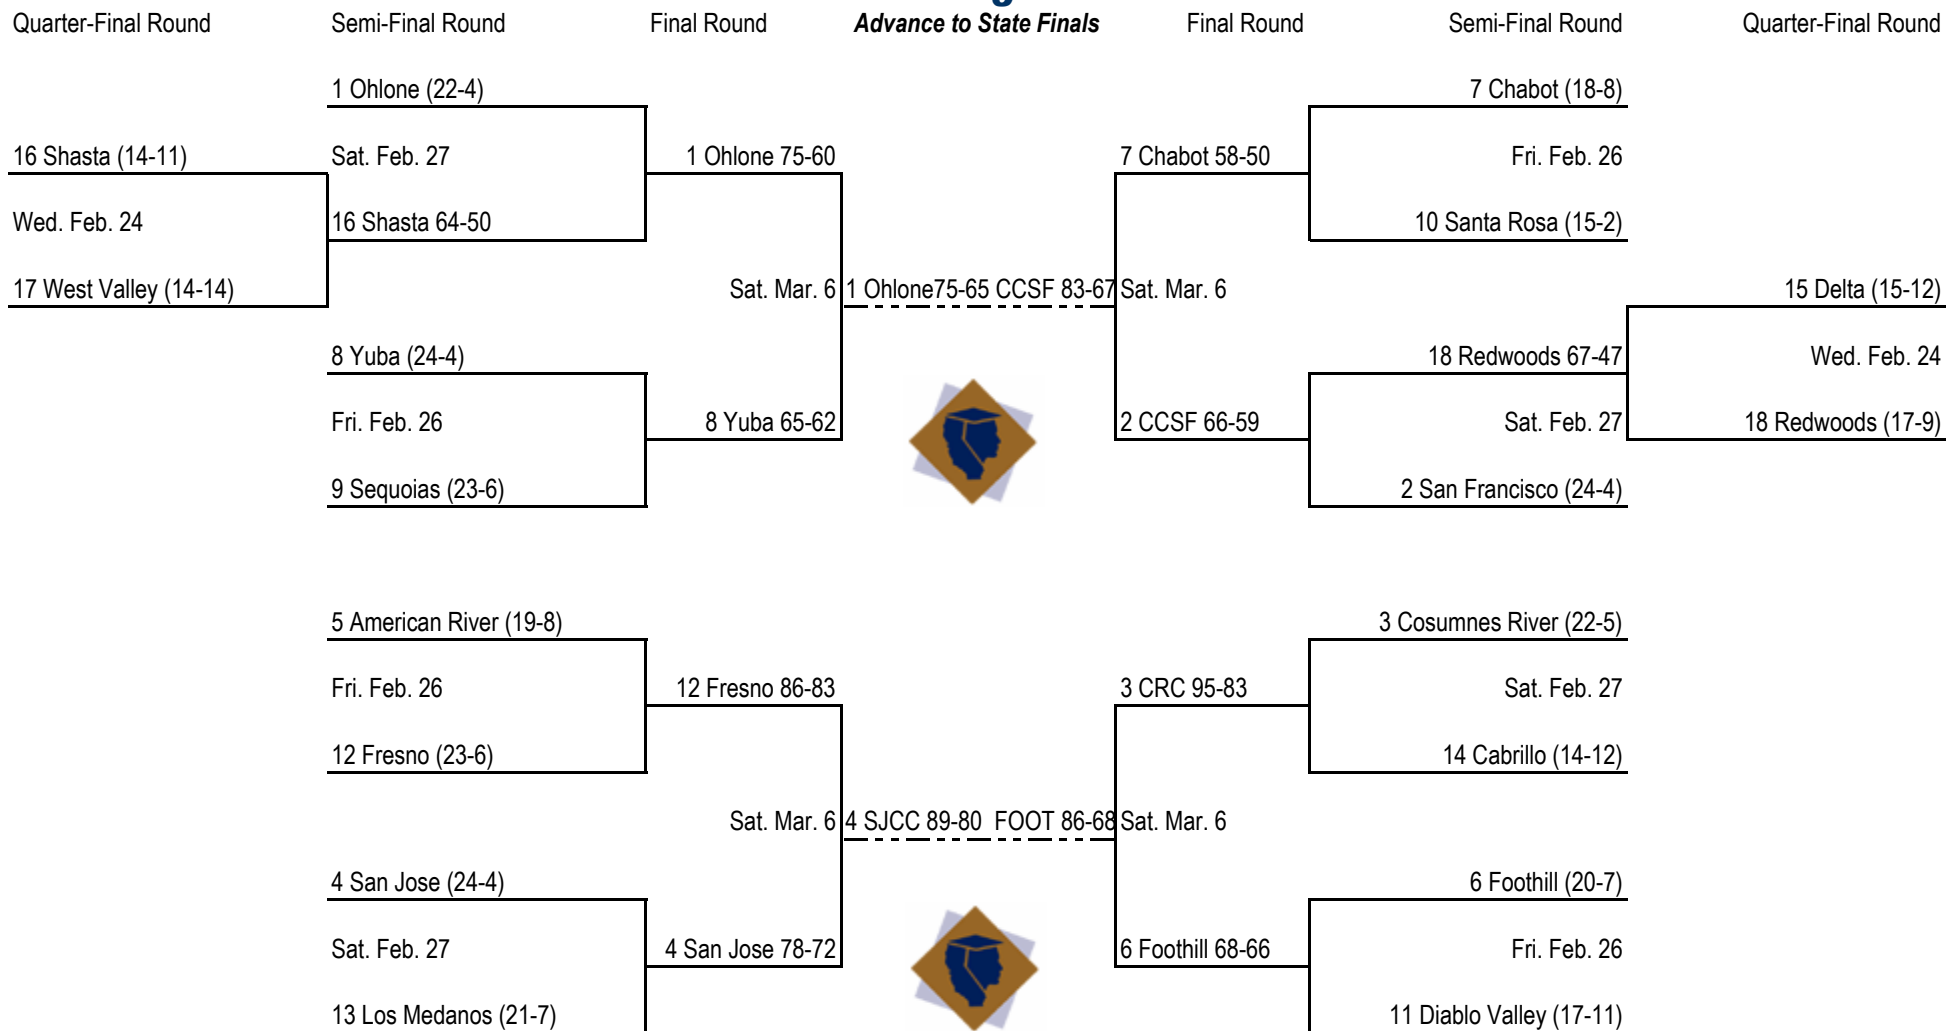 Quarter-Final Round Semi-Final Round Final Round Advance to State Finals Final Round Semi-Final Round Quarter-Final Round
1 Ohlone (22-4) 7 Chabot (18-8)
16 Shasta (14-11) Sat. Feb. 27 1 Ohlone 75-60 7 Chabot 58-50 Fri. Feb. 26
Wed. Feb. 24 16 Shasta 64-50 10 Santa Rosa (15-2)
17 West Valley (14-14) Sat. Mar. 6 1 Ohlone75-65 CCSF 83-67 Sat. Mar. 6 15 Delta (15-12)
8 Yuba (24-4) 18 Redwoods 67-47 Wed. Feb. 24
Fri. Feb. 26 8 Yuba 65-62 2 CCSF 66-59 Sat. Feb. 27 18 Redwoods (17-9)
9 Sequoias (23-6) 2 San Francisco (24-4)
5 American River (19-8) 3 Cosumnes River (22-5)
Fri. Feb. 26 12 Fresno 86-83 3 CRC 95-83 Sat. Feb. 27
12 Fresno (23-6) 14 Cabrillo (14-12)
Sat. Mar. 6 4 SJCC 89-80 FOOT 86-68 Sat. Mar. 6
4 San Jose (24-4) 6 Foothill (20-7)
Sat. Feb. 27 4 San Jose 78-72 6 Foothill 68-66 Fri. Feb. 26
13 Los Medanos (21-7) 11 Diablo Valley (17-11)